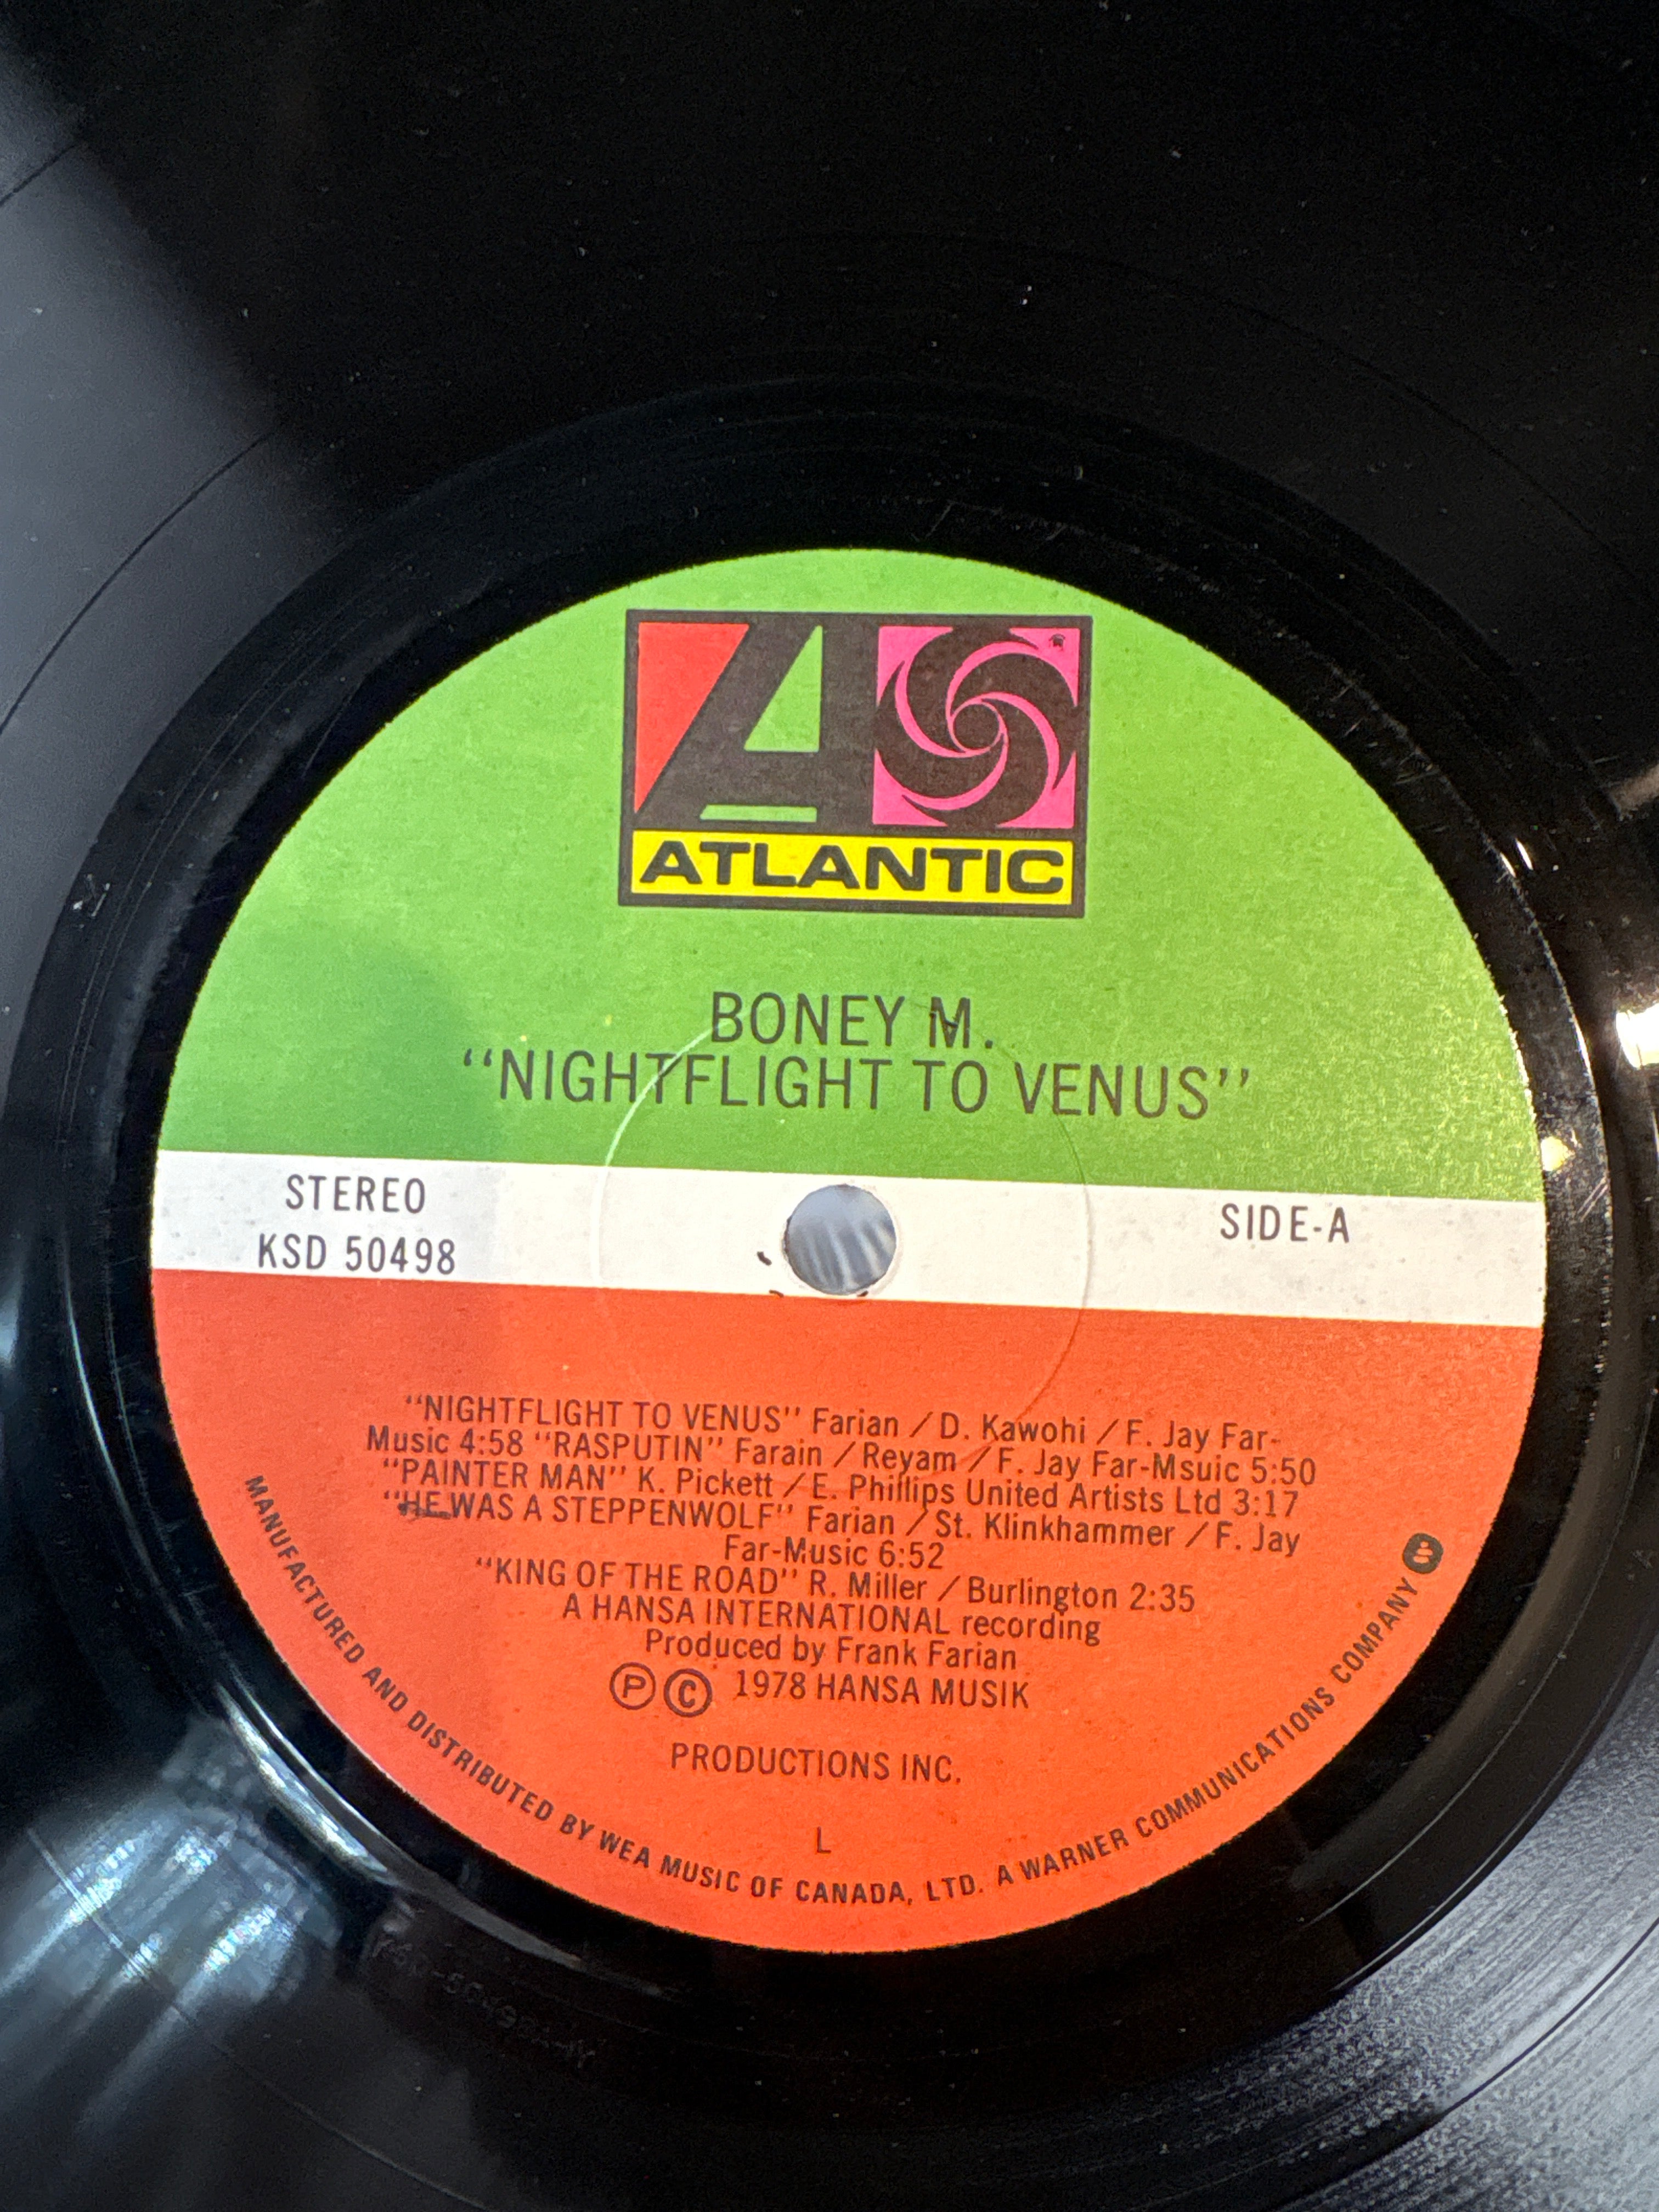 ATLANTIC
BONEY M.
“NIGHTFLIGHT TO VENUS”
STEREO
KSD 50498
SIDE-A
“NIGHTFLIGHT TO VENUS” Farian / D. Kawohi / F. Jay Far-
Music 4:58 “RASPUTIN” Farain / Reyam / F. Jay Far-Msuic 5:50
“PAINTER MAN” K. Pickett / E. Phillips United Artists Ltd 3:17
“HE WAS A STEPPENWOLF” Farian / St. Klinkhammer / F. Jay
Far-Music 6:52
“KING OF THE ROAD” R. Miller / Burlington 2:35
A HANSA INTERNATIONAL recording
Produced by Frank Farian
Ⓟ © 1978 HANSA MUSIK
PRODUCTIONS INC.
L
MANUFACTURED AND DISTRIBUTED BY WEA MUSIC OF CANADA, LTD. A WARNER COMMUNICATIONS COMPANY